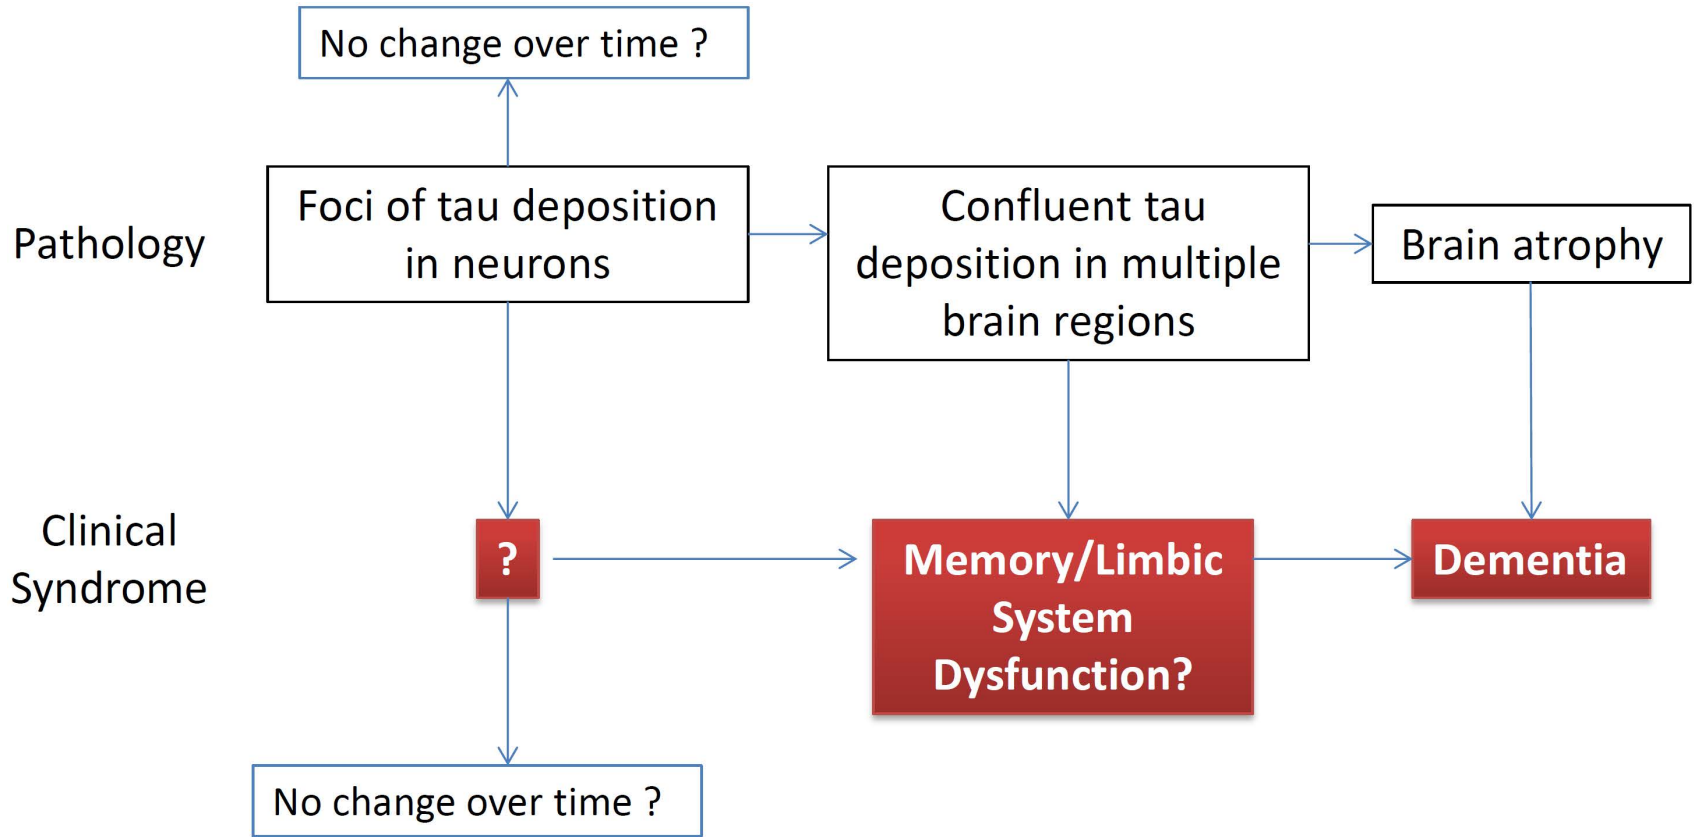 No change over time ?
Pathology
Foci of tau deposition
in neurons
Confluent tau
deposition in multiple
brain regions
Brain atrophy
Clinical
Syndrome
?
Memory/Limbic
System
Dysfunction?
Dementia
No change over time ?